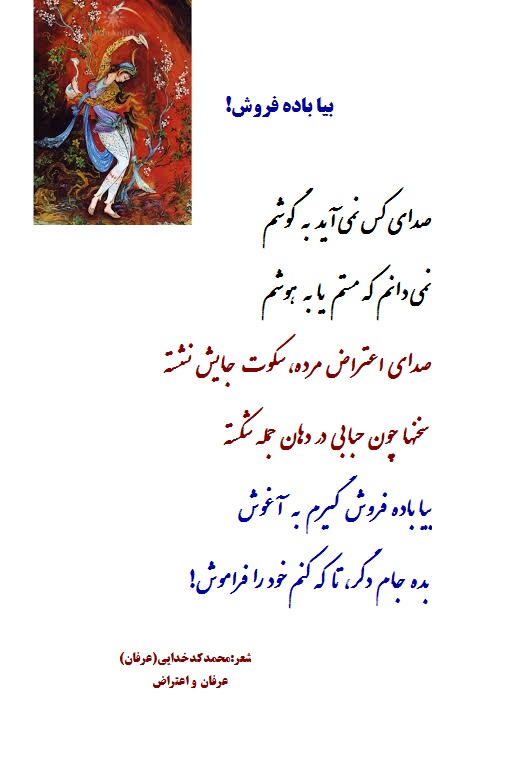 بیا باده فروش!
صدای کس نمی‌آید به گوشم
نمی‌دانم که مستم یا به هوشم
صدای اعتراض مرده، سکوت جایش نشسته
سخنها چون حبابی در دهان جمله شکسته
بیا باده فروش گیرم به آغوش
بده جام دگر، تا که کنم خود را فراموش!
شعر:محمدکدخدایی(عرفان)
عرفان و اعتراض